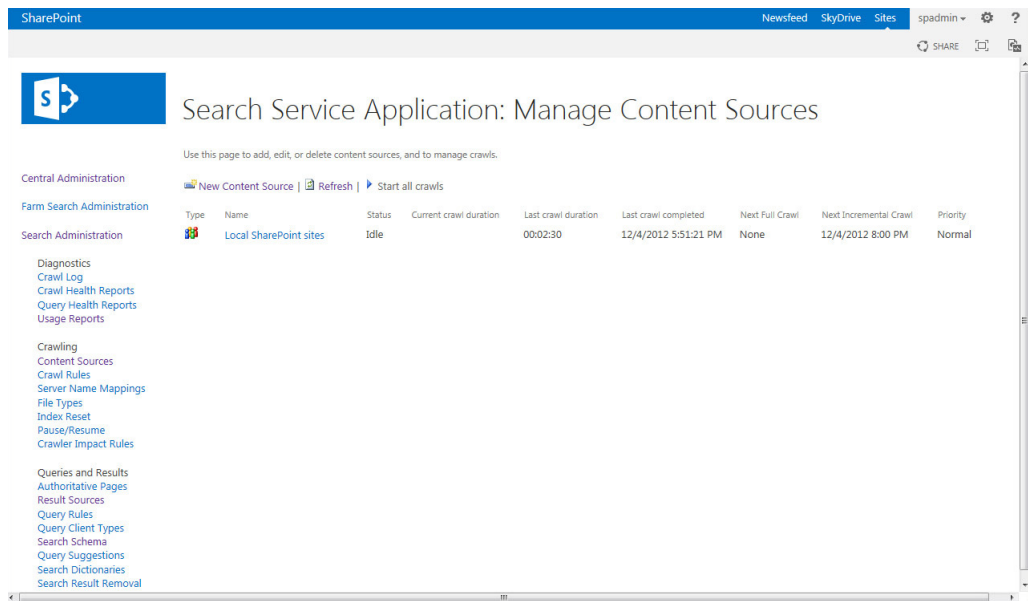 SharePoint
Newsfeed SkyDrive Sites spadmin ?
SHARE
S
Search Service Application: Manage Content Sources
Use this page to add, edit, or delete content sources, and to manage crawls.
New Content Source | Refresh | Start all crawls
Type Name Status Current crawl duration Last crawl duration Last crawl completed Next Full Crawl Next Incremental Crawl Priority
Local SharePoint sites Idle 00:02:30 12/4/2012 5:51:21 PM None 12/4/2012 8:00 PM Normal
Central Administration
Farm Search Administration
Search Administration
Diagnostics
Crawl Log
Crawl Health Reports
Query Health Reports
Usage Reports
Crawling
Content Sources
Crawl Rules
Server Name Mappings
File Types
Index Reset
Pause/Resume
Crawler Impact Rules
Queries and Results
Authoritative Pages
Result Sources
Query Rules
Query Client Types
Search Schema
Query Suggestions
Search Dictionaries
Search Result Removal